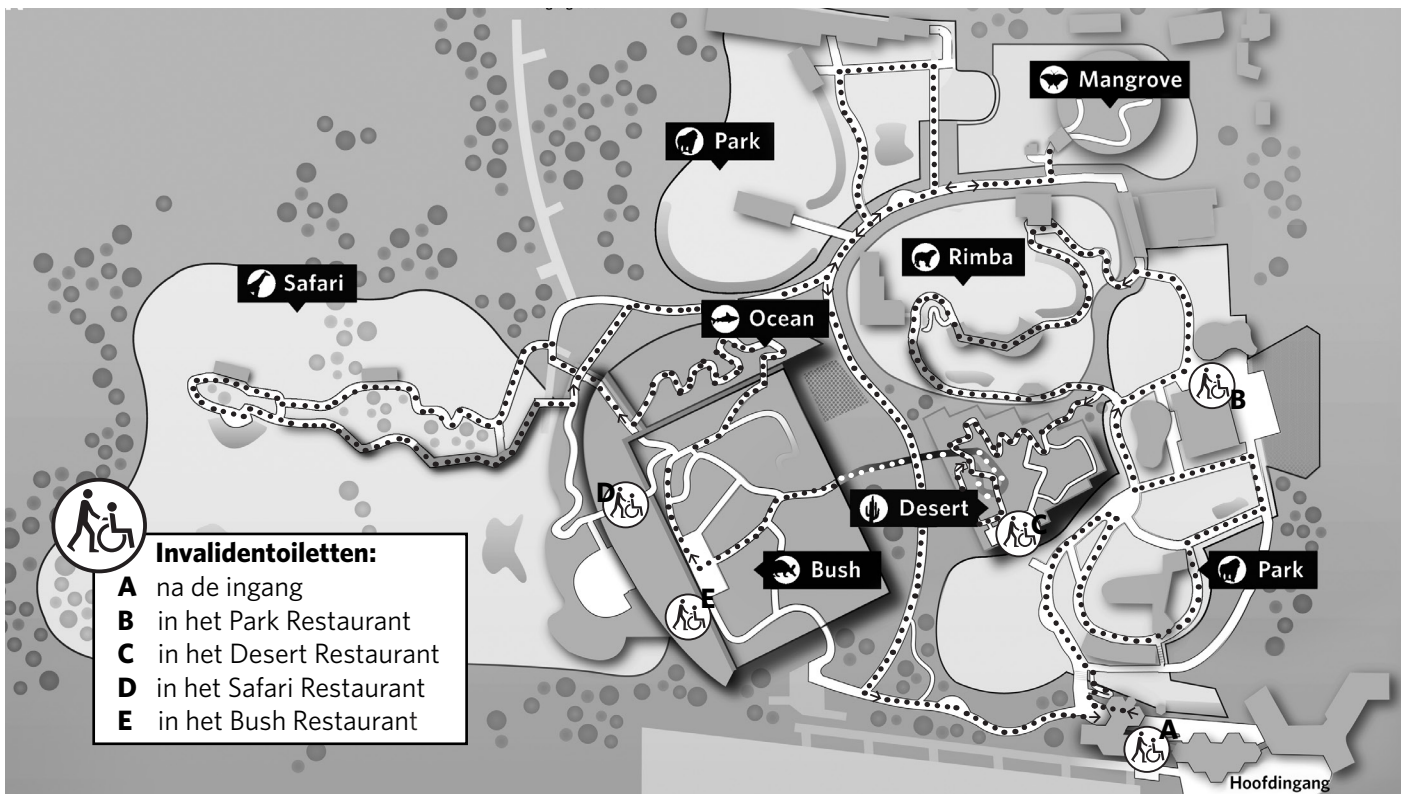 Mangrove
Park
Rimba
Safari
Ocean
B
D
Desert
C
Bush
Park
E
Invalidentoiletten:
A na de ingang
B in het Park Restaurant
C in het Desert Restaurant
D in het Safari Restaurant
E in het Bush Restaurant
A
Hoofdingang